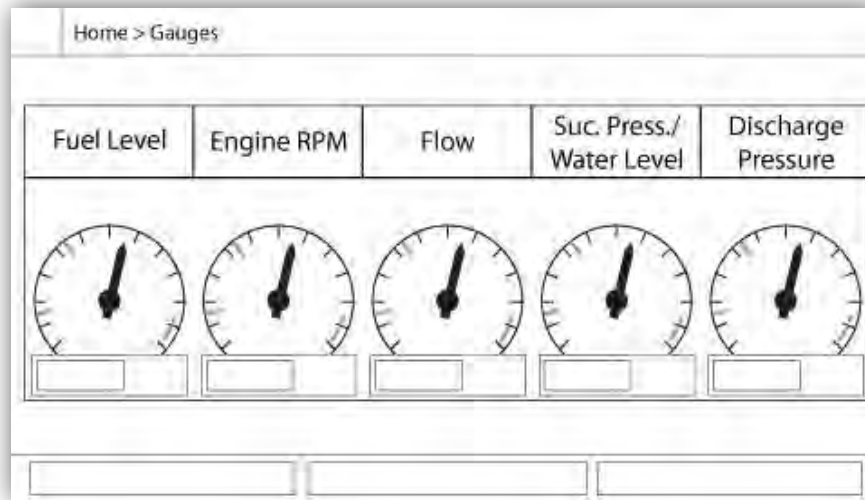 Home > Gauges
Fuel Level
Engine RPM
Flow
Suc. Press./
Water Level
Discharge
Pressure